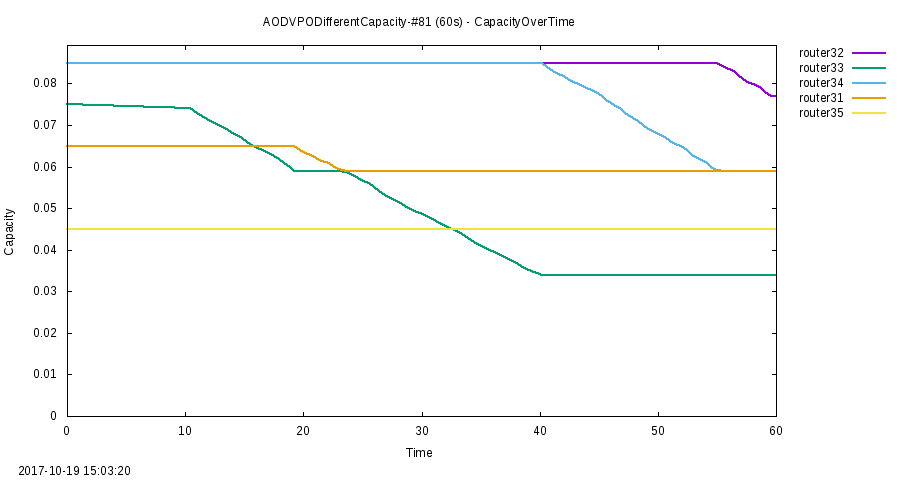 AODVPODifferentCapacity-#81 (60s) - CapacityOverTime
router32
router33
router34
router31
router35
Capacity
0.08
0.07
0.06
0.05
0.04
0.03
0.02
0.01
0
0 10 20 30 40 50 60
Time
2017-10-19 15:03:20